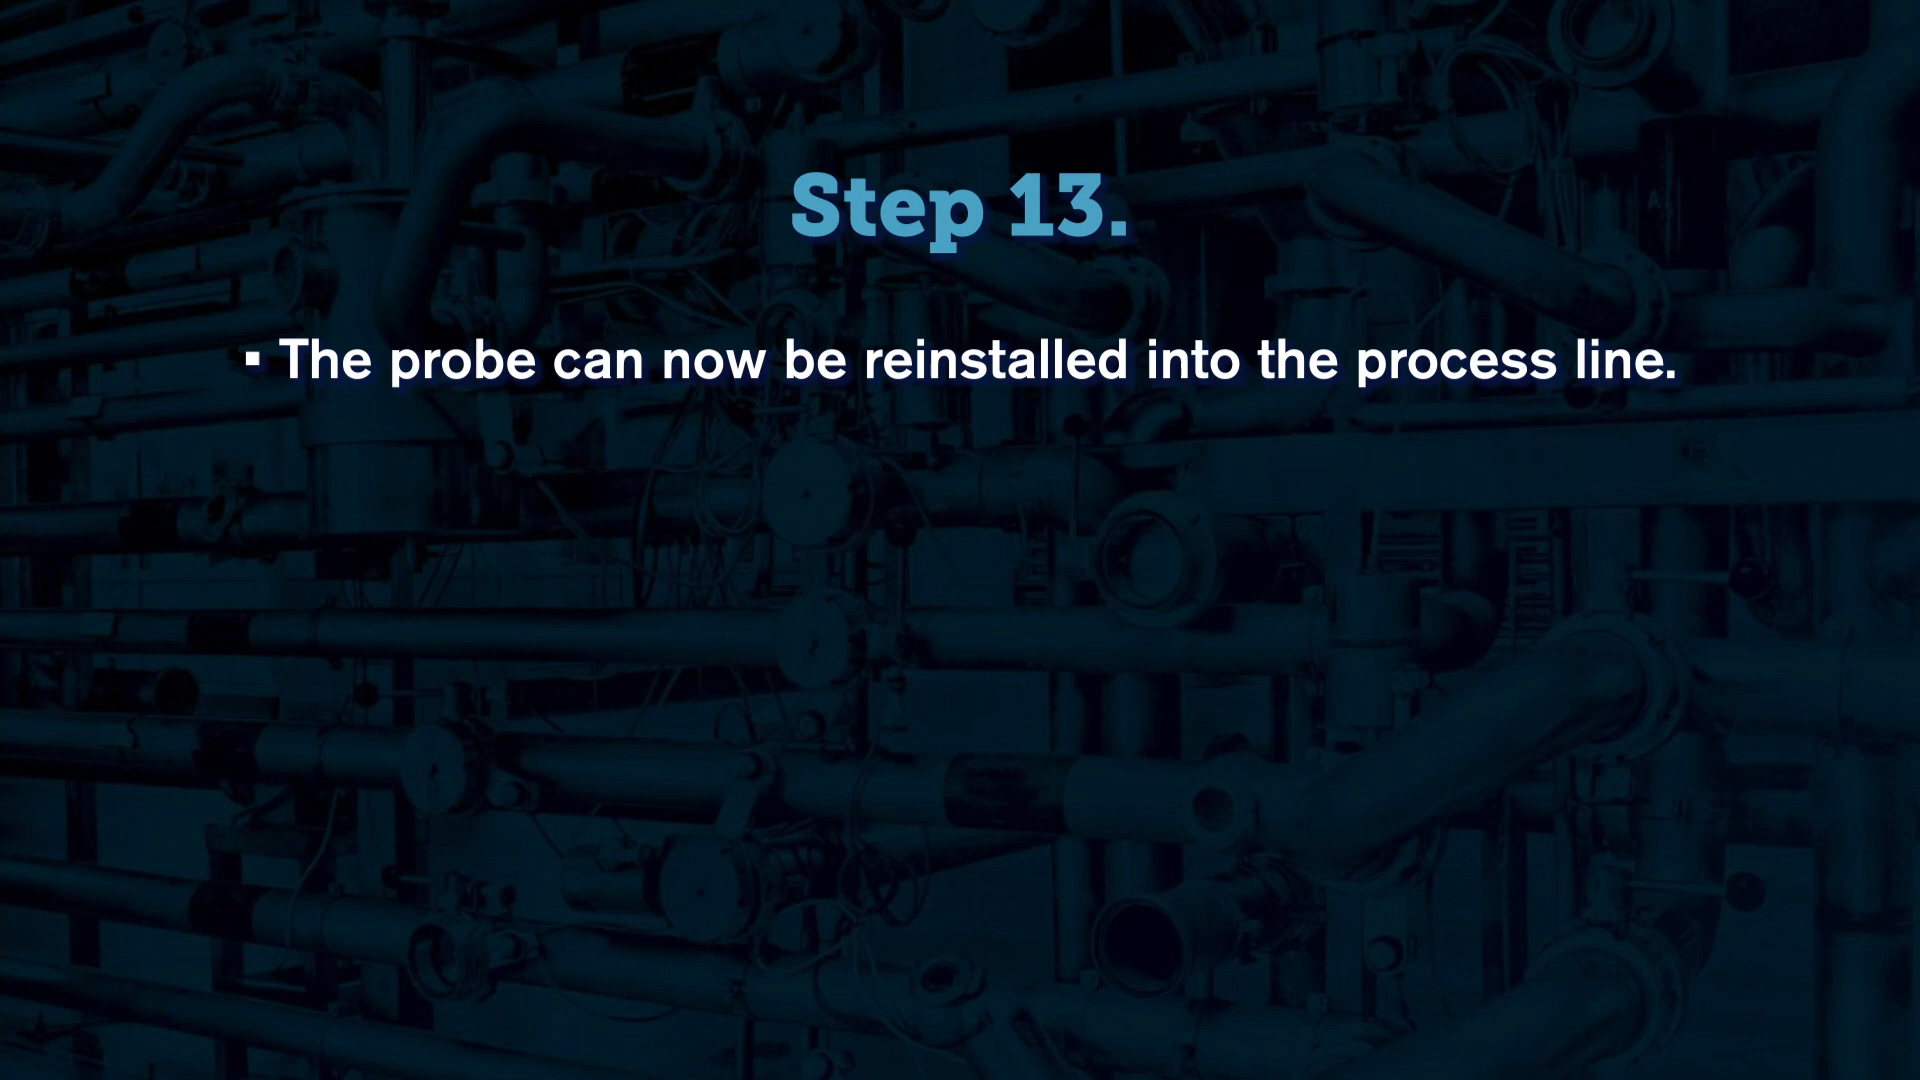 Step 13.
▪ The probe can now be reinstalled into the process line.